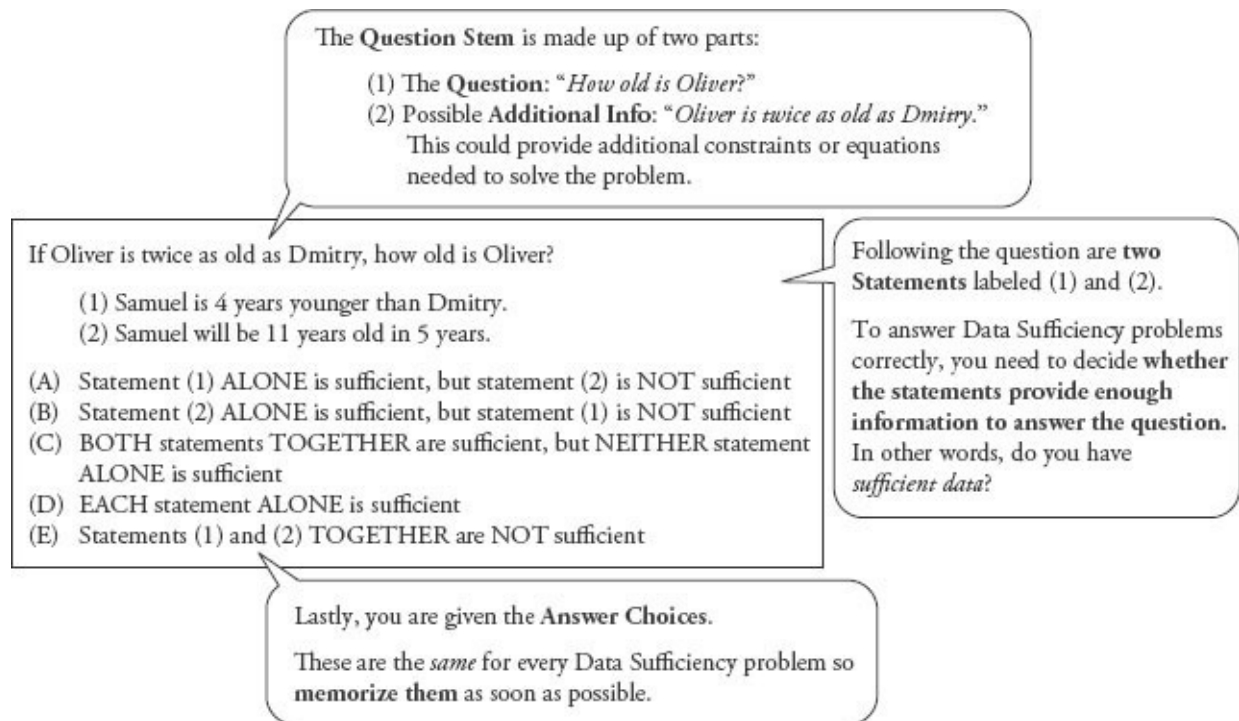 The Question Stem is made up of two parts:
(1) The Question: “How old is Oliver?”
(2) Possible Additional Info: “Oliver is twice as old as Dmitry.”
This could provide additional constraints or equations
needed to solve the problem.
If Oliver is twice as old as Dmitry, how old is Oliver?
(1) Samuel is 4 years younger than Dmitry.
(2) Samuel will be 11 years old in 5 years.
(A) Statement (1) ALONE is sufficient, but statement (2) is NOT sufficient
(B) Statement (2) ALONE is sufficient, but statement (1) is NOT sufficient
(C) BOTH statements TOGETHER are sufficient, but NEITHER statement
ALONE is sufficient
(D) EACH statement ALONE is sufficient
(E) Statements (1) and (2) TOGETHER are NOT sufficient
Following the question are two
Statements labeled (1) and (2).
To answer Data Sufficiency problems
correctly, you need to decide whether
the statements provide enough
information to answer the question.
In other words, do you have
sufficient data?
Lastly, you are given the Answer Choices.
These are the same for every Data Sufficiency problem so
memorize them as soon as possible.